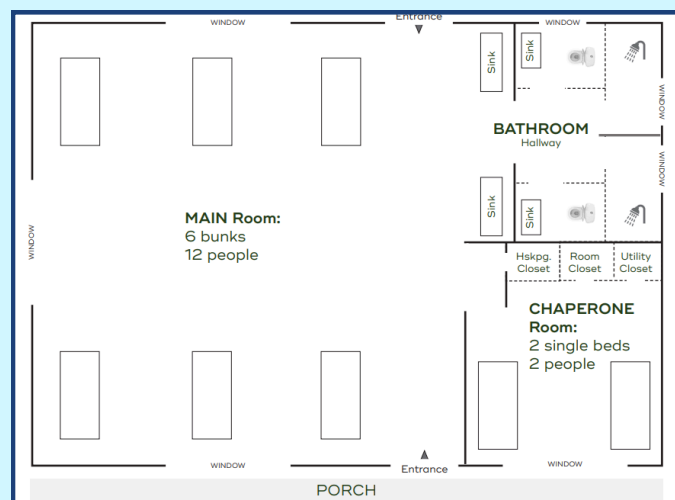 WINDOW
Entrance
WINDOW
Sink
Sink
WINDOW
BATHROOM
Hallway
WINDOW
Sink
Sink
MAIN Room:
6 bunks
12 people
WINDOW
Hskpg.
Closet
Room
Closet
Utility
Closet
CHAPERONE
Room:
2 single beds
2 people
WINDOW
Entrance
WINDOW
PORCH